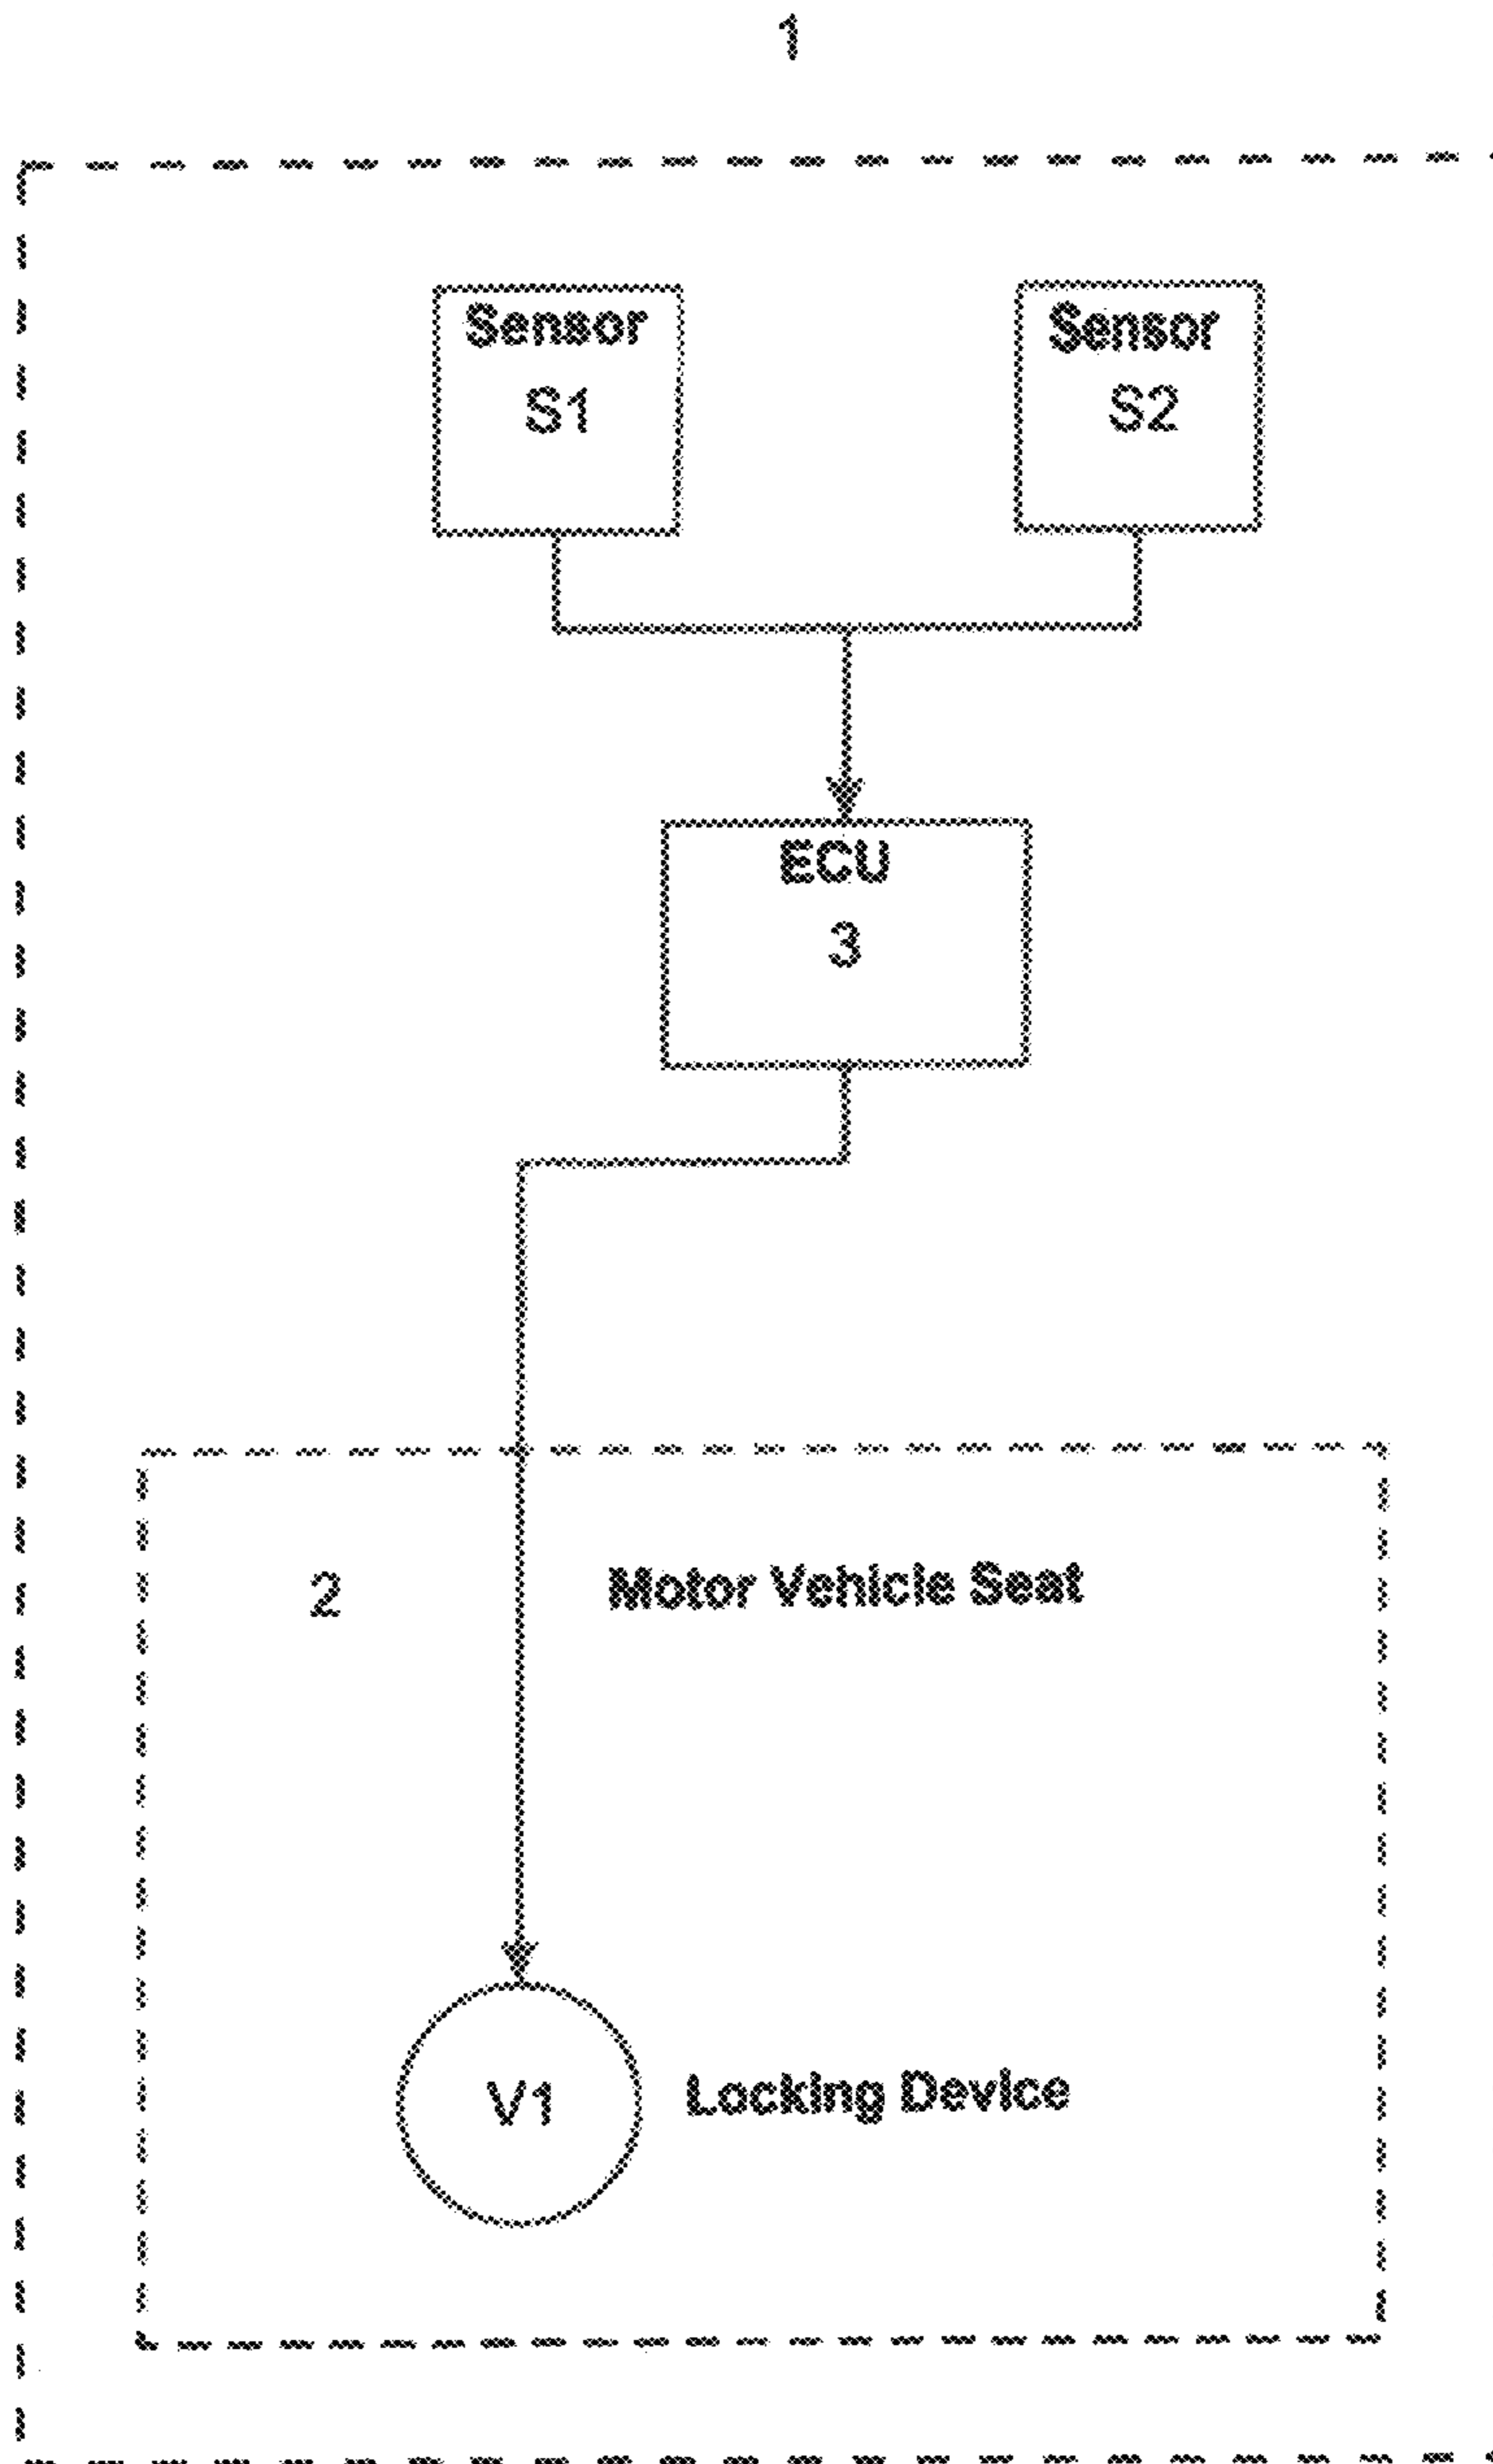 1
Sensor
S1
Sensor
S2
ECU
3
2
Motor Vehicle Seat
V1
Locking Device